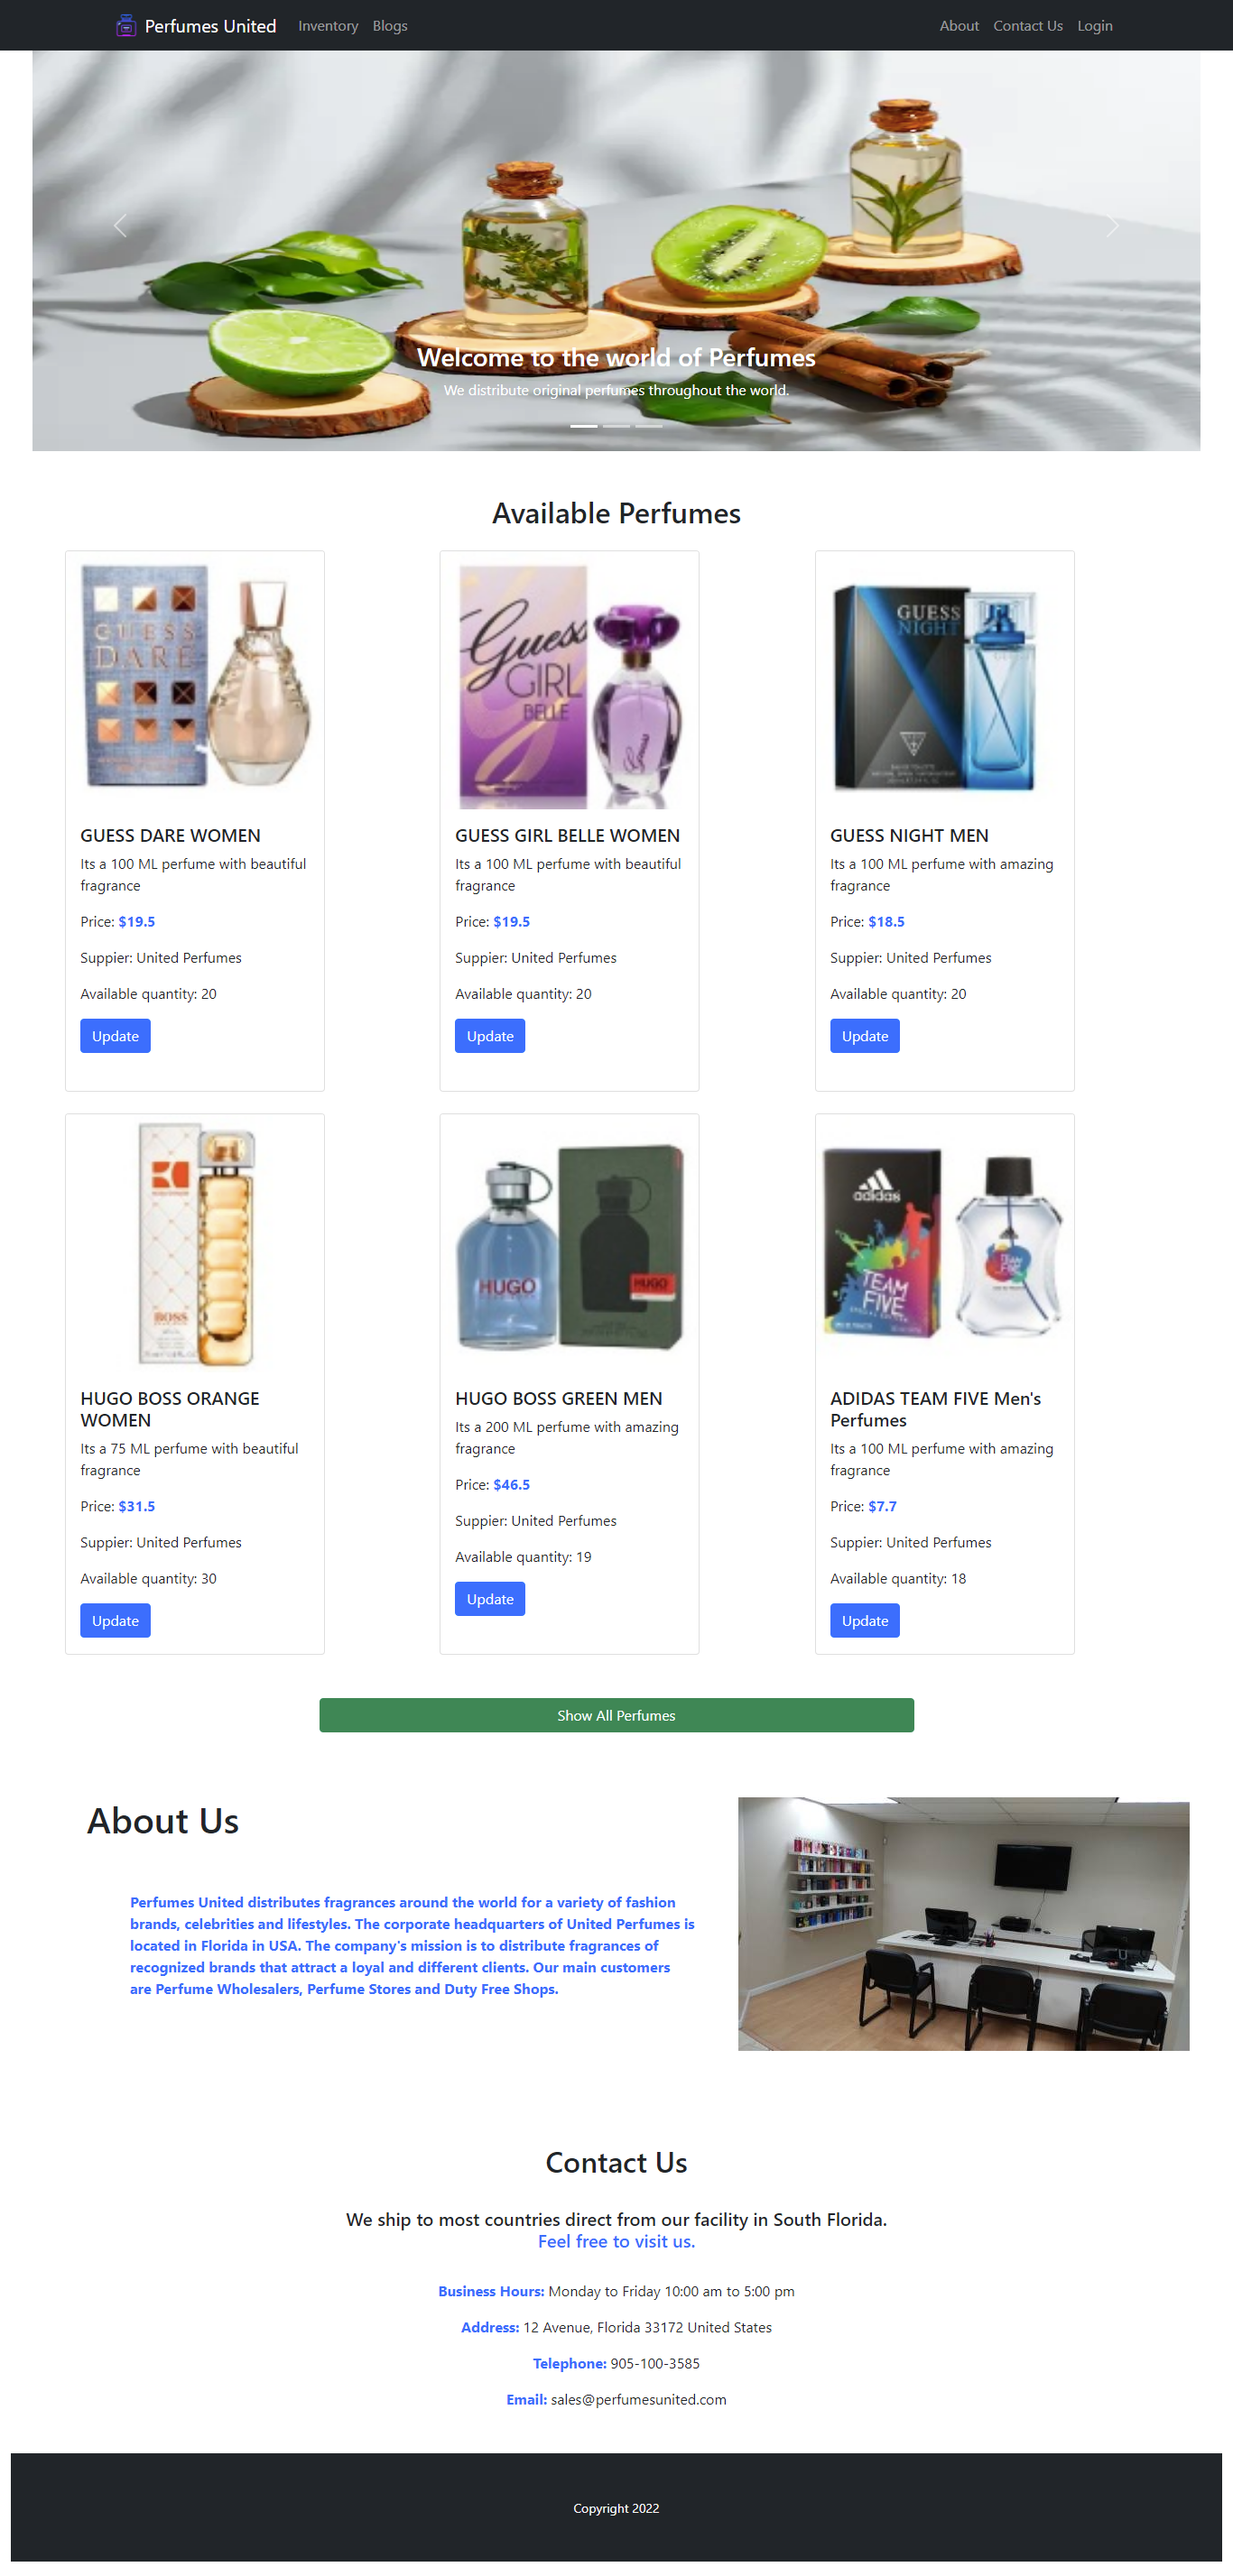 Perfumes United Inventory Blogs About Contact Us Login
Welcome to the world of Perfumes
We distribute original perfumes throughout the world.
Available Perfumes
GUESS
DARE
Guess
GIRL
BELLE
GUESS
NIGHT
GUESS DARE WOMEN
Its a 100 ML perfume with beautiful
fragrance
Price: $19.5
Suppier: United Perfumes
Available quantity: 20
Update
GUESS GIRL BELLE WOMEN
Its a 100 ML perfume with beautiful
fragrance
Price: $19.5
Suppier: United Perfumes
Available quantity: 20
Update
GUESS NIGHT MEN
Its a 100 ML perfume with amazing
fragrance
Price: $18.5
Suppier: United Perfumes
Available quantity: 20
Update
BOSS
HUGO
HUGO
adidas
TEAM
FIVE
HUGO BOSS ORANGE
WOMEN
Its a 75 ML perfume with beautiful
fragrance
Price: $31.5
Suppier: United Perfumes
Available quantity: 30
Update
HUGO BOSS GREEN MEN
Its a 200 ML perfume with amazing
fragrance
Price: $46.5
Suppier: United Perfumes
Available quantity: 19
Update
ADIDAS TEAM FIVE Men's
Perfumes
Its a 100 ML perfume with amazing
fragrance
Price: $7.7
Suppier: United Perfumes
Available quantity: 18
Update
Show All Perfumes
About Us
Perfumes United distributes fragrances around the world for a variety of fashion
brands, celebrities and lifestyles. The corporate headquarters of United Perfumes is
located in Florida in USA. The company's mission is to distribute fragrances of
recognized brands that attract a loyal and different clients. Our main customers
are Perfume Wholesalers, Perfume Stores and Duty Free Shops.
Contact Us
We ship to most countries direct from our facility in South Florida.
Feel free to visit us.
Business Hours: Monday to Friday 10:00 am to 5:00 pm
Address: 12 Avenue, Florida 33172 United States
Telephone: 905-100-3585
Email: sales@perfumesunited.com
Copyright 2022